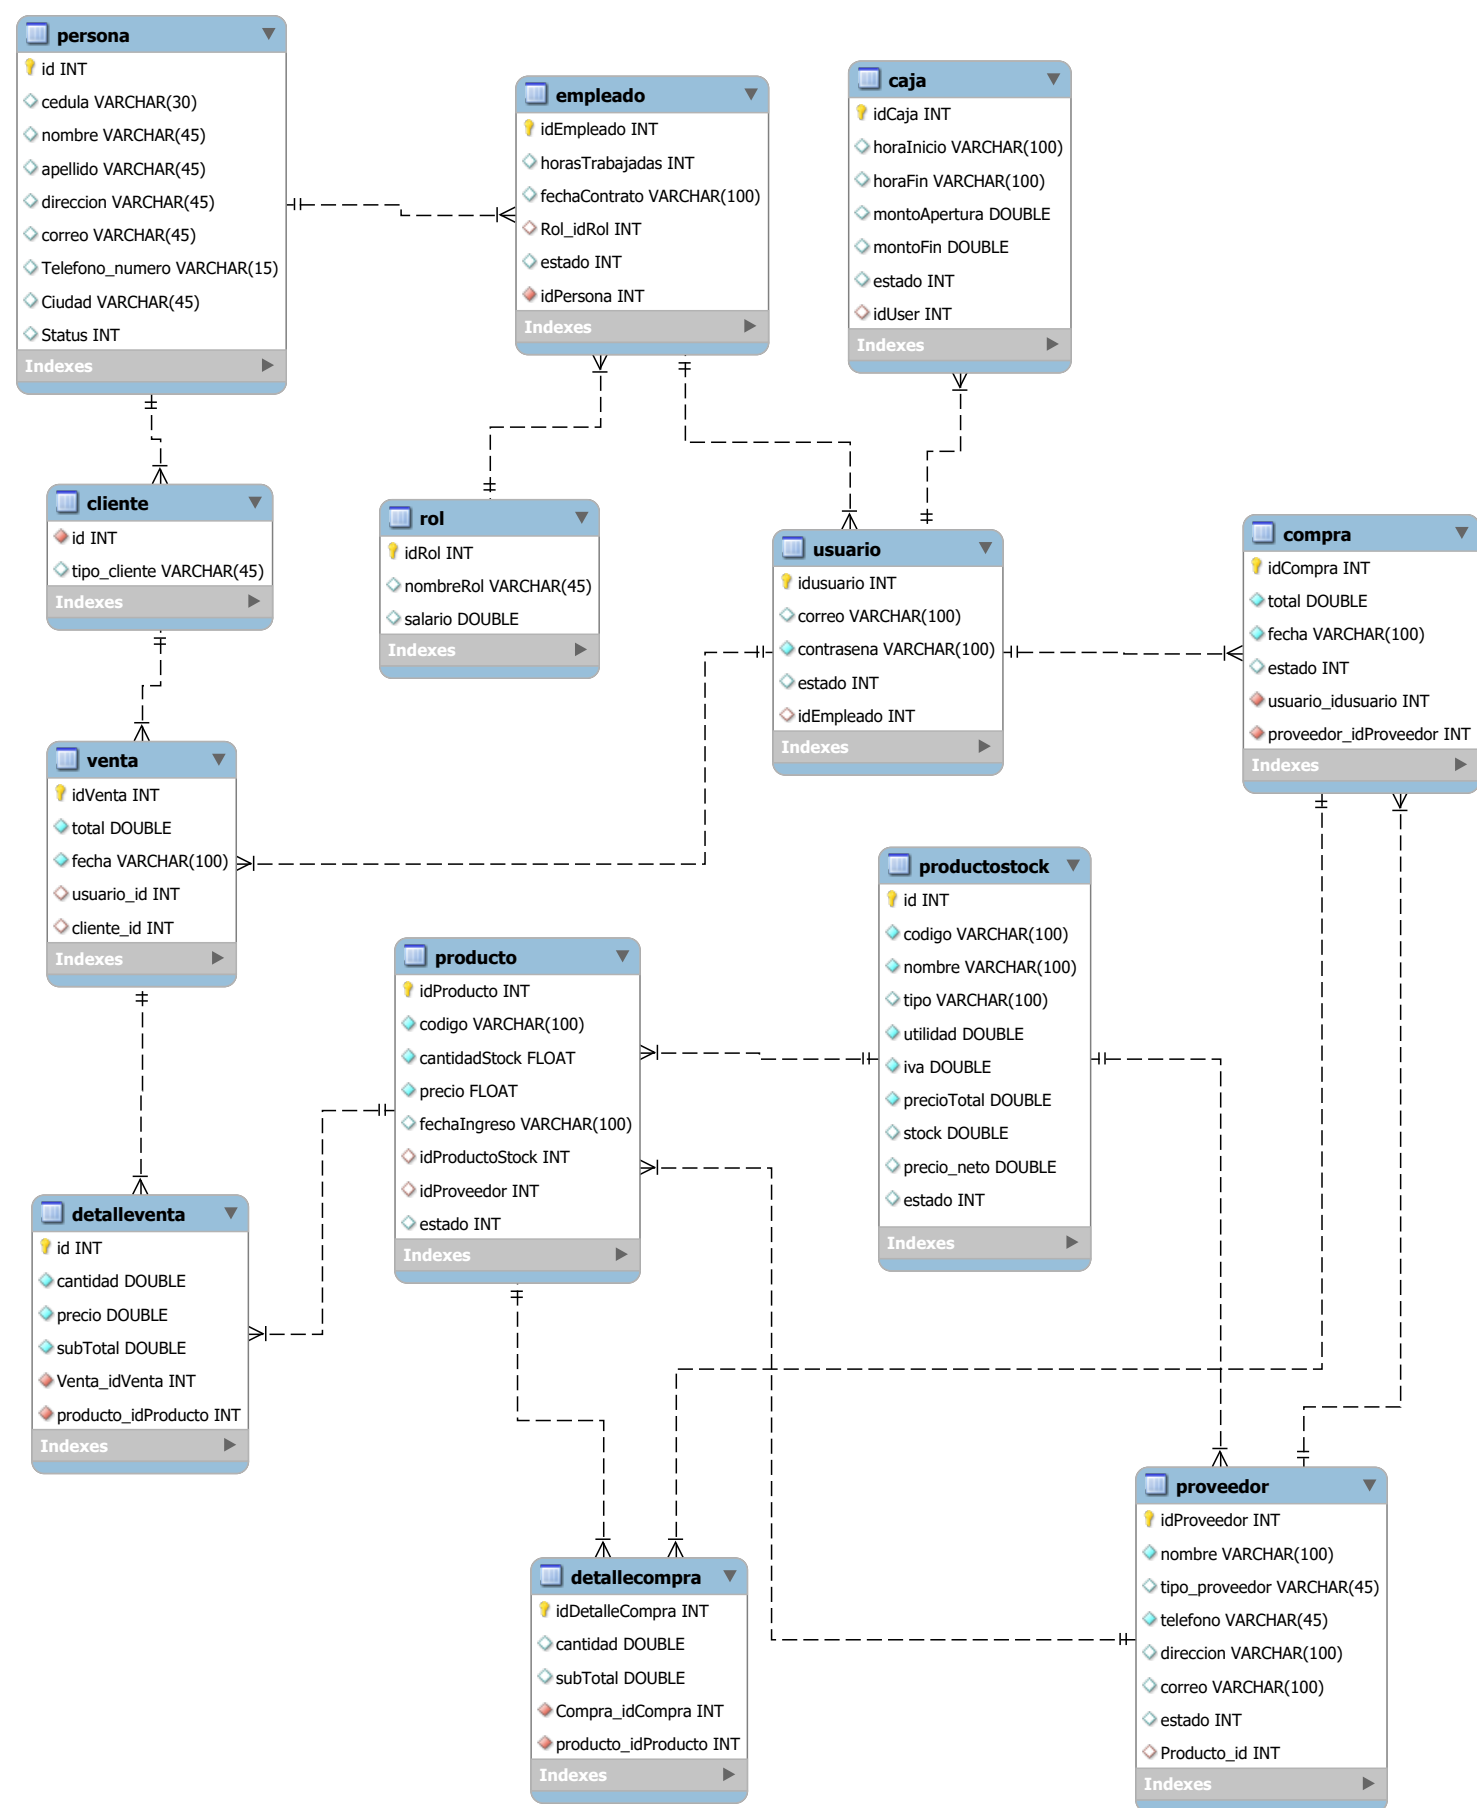 persona
id INT
cedula VARCHAR(30)
nombre VARCHAR(45)
apellido VARCHAR(45)
direccion VARCHAR(45)
correo VARCHAR(45)
Telefono_numero VARCHAR(15)
Ciudad VARCHAR(45)
Status INT
Indexes
empleado
idEmpleado INT
horasTrabajadas INT
fechaContrato VARCHAR(100)
Rol_idRol INT
estado INT
idPersona INT
Indexes
caja
idCaja INT
horaInicio VARCHAR(100)
horaFin VARCHAR(100)
montoApertura DOUBLE
montoFin DOUBLE
estado INT
idUser INT
Indexes
cliente
id INT
tipo_cliente VARCHAR(45)
Indexes
rol
idRol INT
nombreRol VARCHAR(45)
salario DOUBLE
Indexes
usuario
idusuario INT
correo VARCHAR(100)
contrasena VARCHAR(100)
estado INT
idEmpleado INT
Indexes
compra
idCompra INT
total DOUBLE
fecha VARCHAR(100)
estado INT
usuario_idusuario INT
proveedor_idProveedor INT
Indexes
venta
idVenta INT
total DOUBLE
fecha VARCHAR(100)
usuario_id INT
cliente_id INT
Indexes
producto
idProducto INT
codigo VARCHAR(100)
cantidadStock FLOAT
precio FLOAT
fechaIngreso VARCHAR(100)
idProductoStock INT
idProveedor INT
estado INT
Indexes
productostock
id INT
codigo VARCHAR(100)
nombre VARCHAR(100)
tipo VARCHAR(100)
utilidad DOUBLE
iva DOUBLE
precioTotal DOUBLE
stock DOUBLE
precio_neto DOUBLE
estado INT
Indexes
detalleventa
id INT
cantidad DOUBLE
precio DOUBLE
subTotal DOUBLE
Venta_idVenta INT
producto_idProducto INT
Indexes
detallecompra
idDetalleCompra INT
cantidad DOUBLE
subTotal DOUBLE
Compra_idCompra INT
producto_idProducto INT
Indexes
proveedor
idProveedor INT
nombre VARCHAR(100)
tipo_proveedor VARCHAR(45)
telefono VARCHAR(45)
direccion VARCHAR(100)
correo VARCHAR(100)
estado INT
Producto_id INT
Indexes